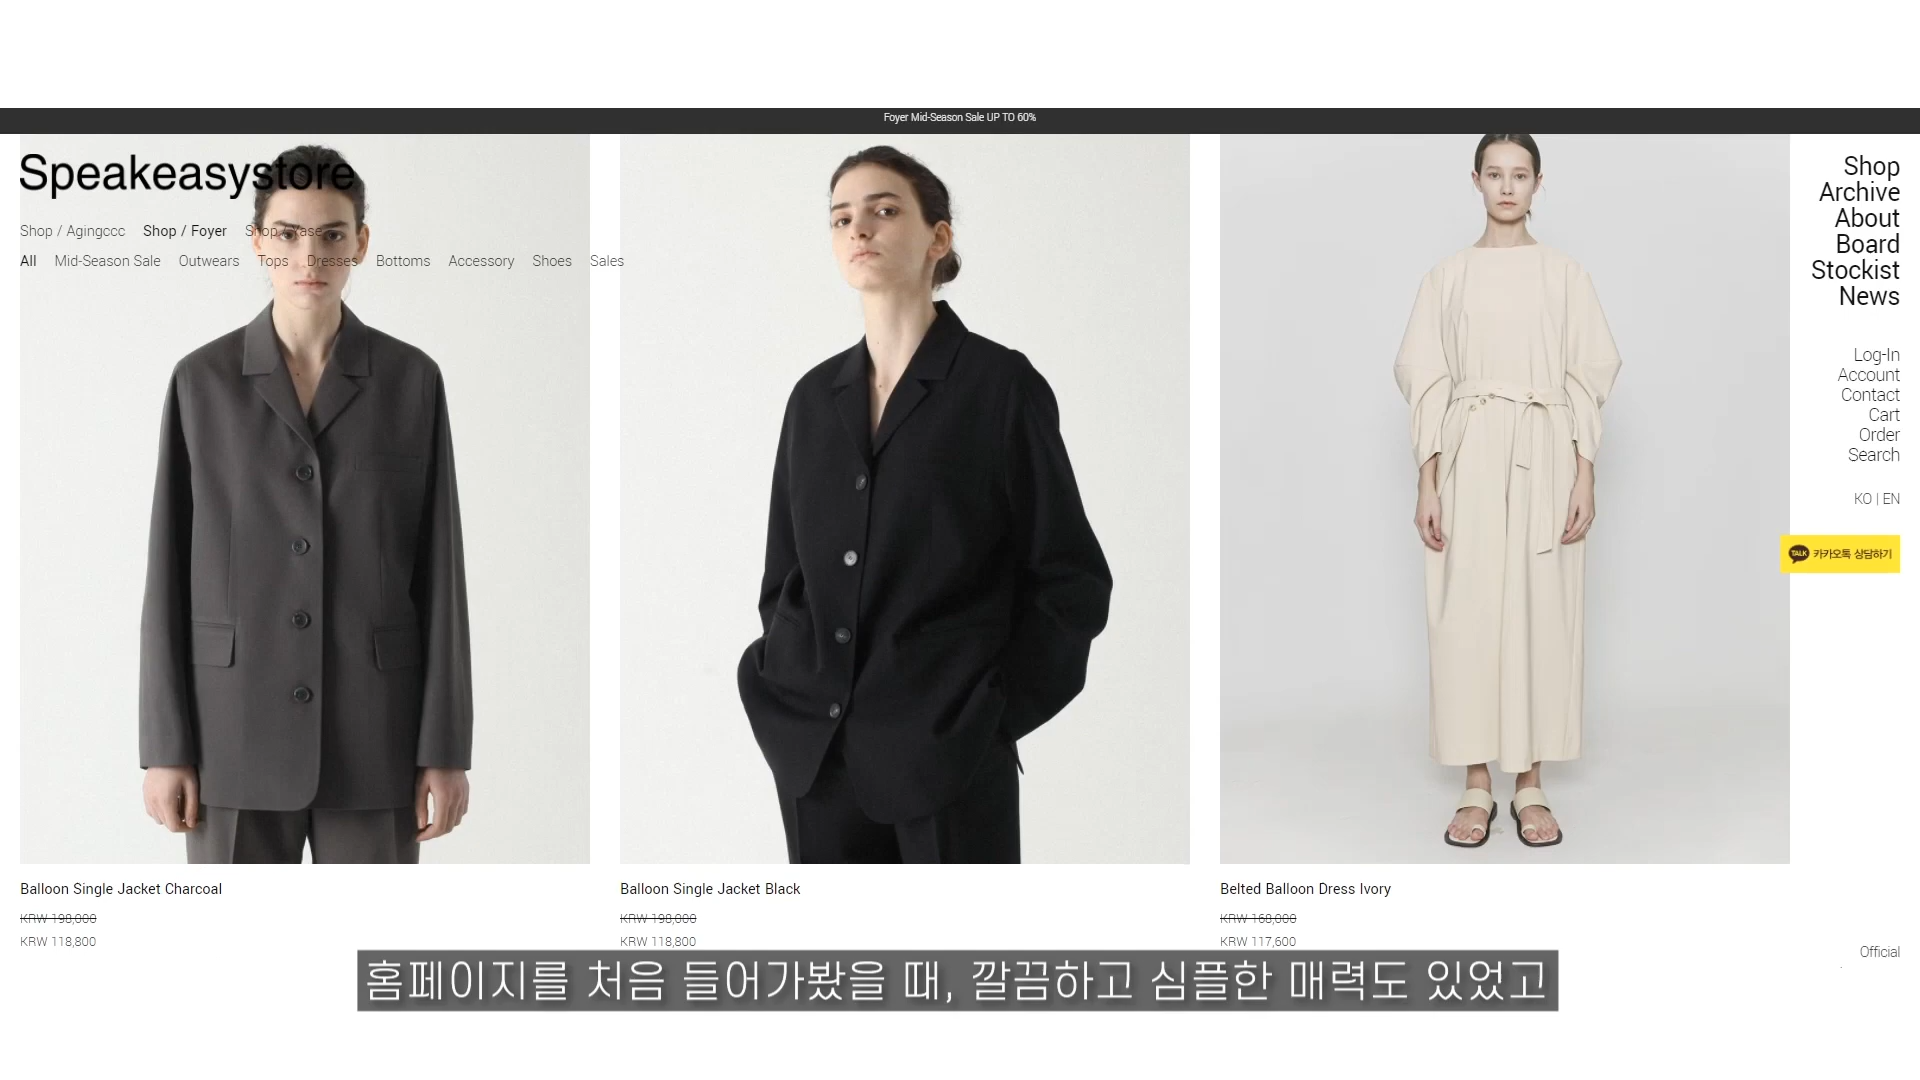 Foyer Mid-Season Sale UP TO 60%
Speakeasystore
Shop / Agingccc Shop / Foyer Shop / Yase
All Mid-Season Sale Outwears Tops Dresses Bottoms Accessory Shoes Sales
Shop
Archive
About
Board
Stockist
News
Log-In
Account
Contact
Cart
Order
Search
KO | EN
TALK 카카오톡 상담하기
Balloon Single Jacket Charcoal
KRW 198,000
KRW 118,800
Balloon Single Jacket Black
KRW 198,000
KRW 118,800
Belted Balloon Dress Ivory
KRW 168,000
KRW 117,600
Official
홈페이지를 처음 들어가봤을 때, 깔끔하고 심플한 매력도 있었고